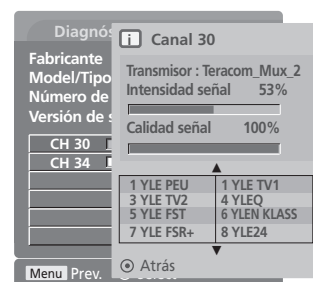 Diagnós
i Canal 30
Fabricante
Model/Tipo
Número de
Versión de s
Transmisor : Teracom_Mux_2
Intensidad señal 53%
Calidad señal 100%
CH 30
CH 34
1 YLE PEU 1 YLE TV1
3 YLE TV2 4 YLEQ
5 YLE FST 6 YLEN KLASS
7 YLE FSR+ 8 YLE24
Atrás
Menu Prev.